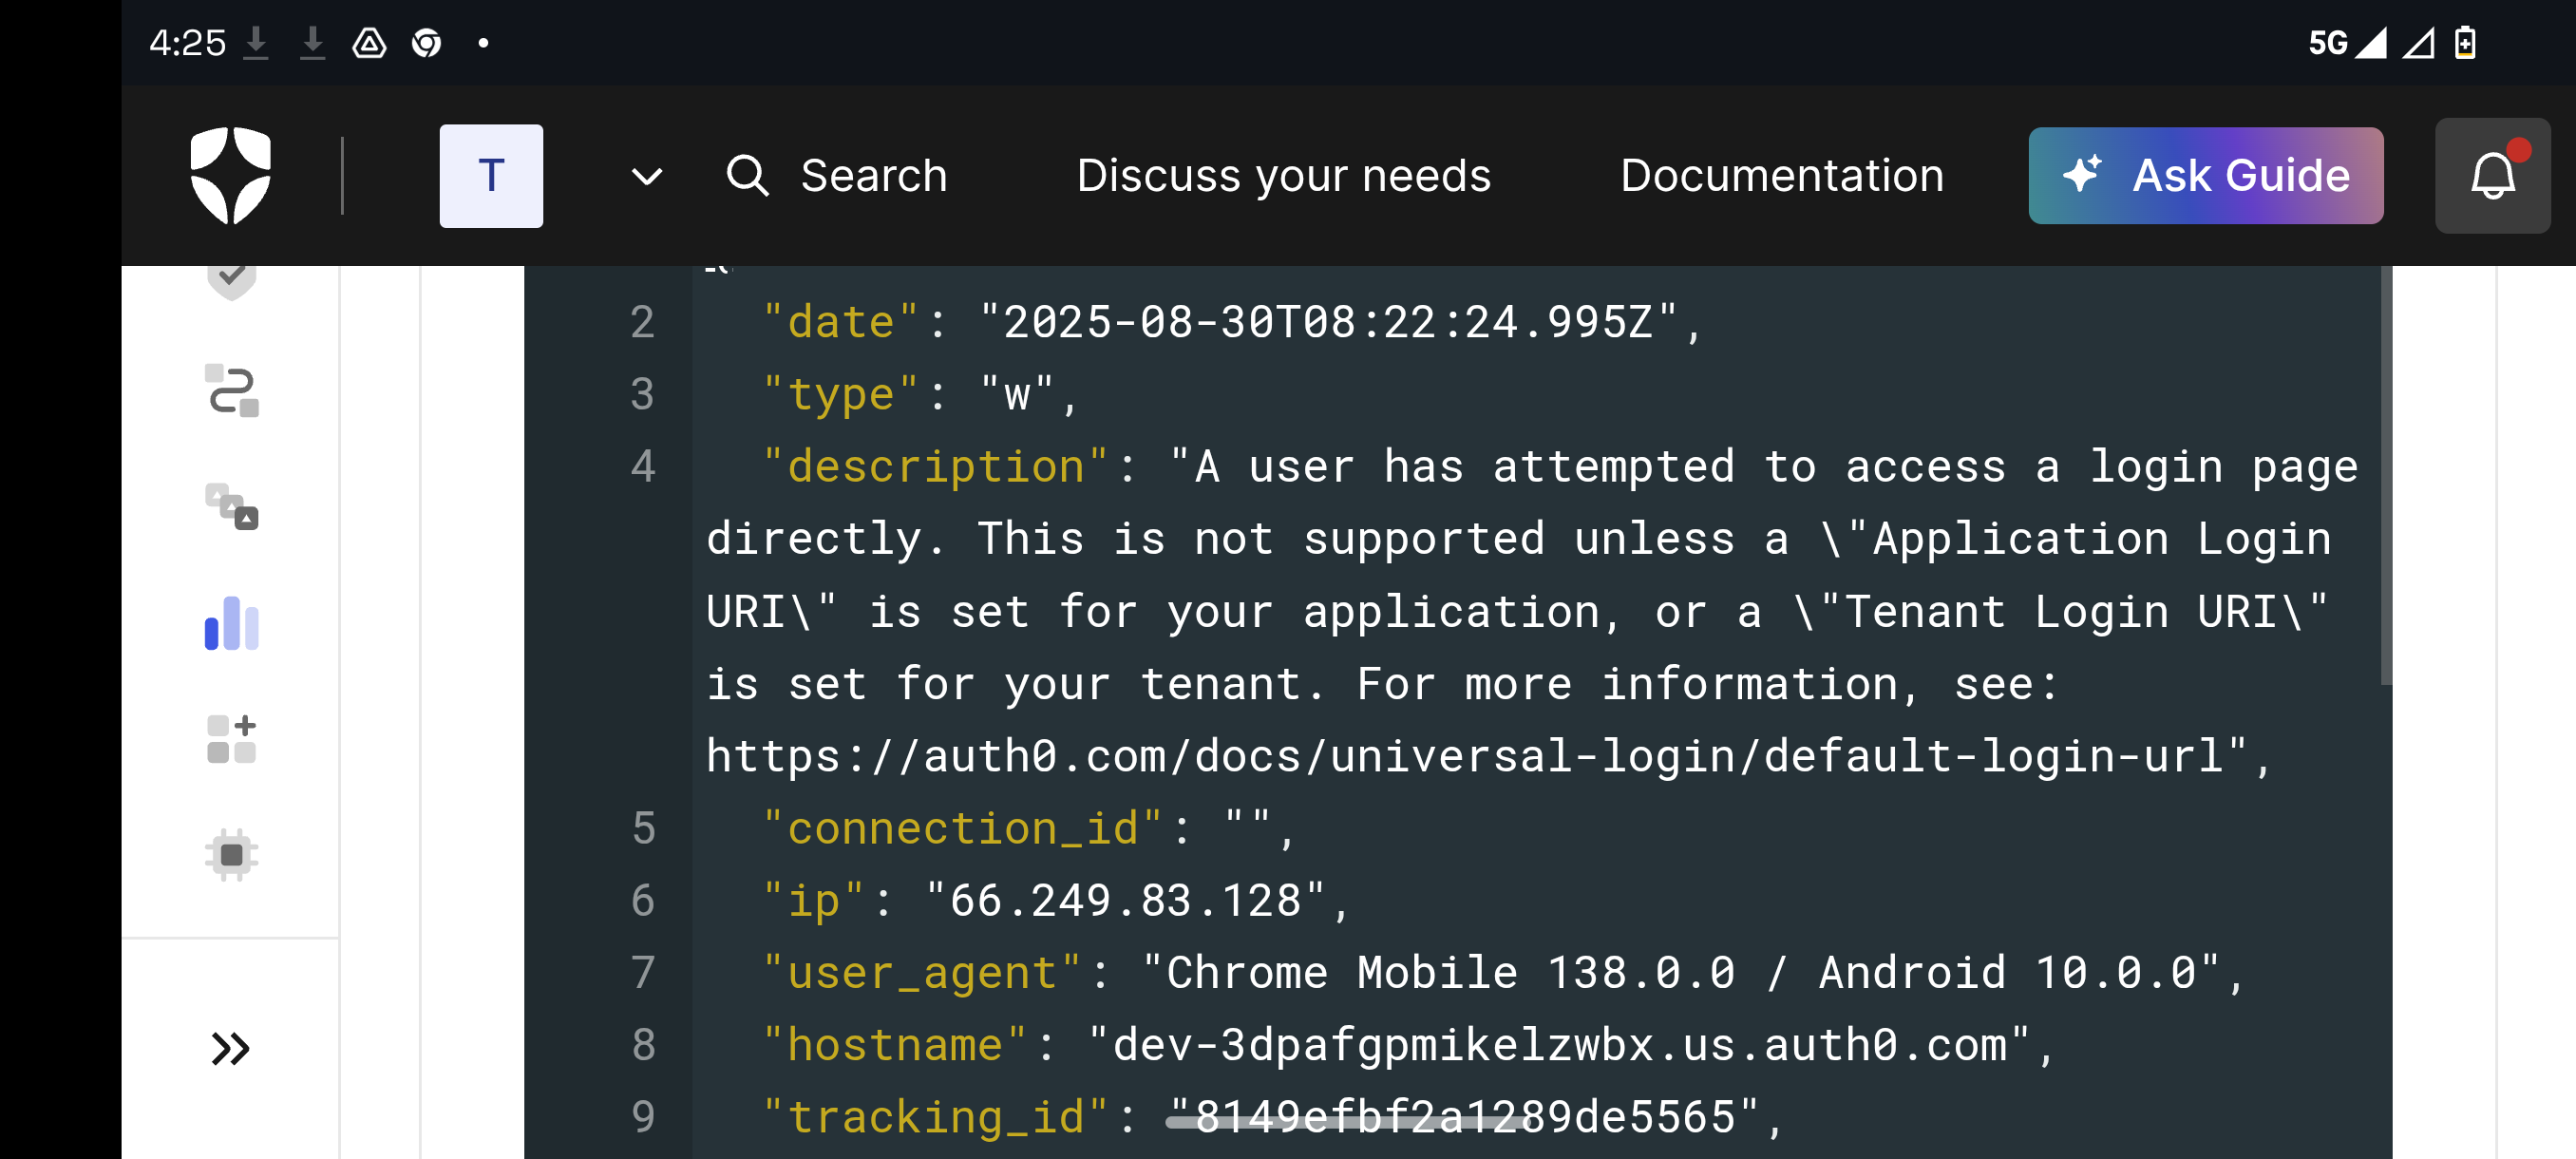 4:25
5G
T
Search
Discuss your needs
Documentation
Ask Guide
2 "date": "2025-08-30T08:22:24.995Z",
3 "type": "w",
4 "description": "A user has attempted to access a login page
directly. This is not supported unless a \"Application Login
URI\" is set for your application, or a \"Tenant Login URI\"
is set for your tenant. For more information, see:
https://auth0.com/docs/universal-login/default-login-url",
5 "connection_id": "",
6 "ip": "66.249.83.128",
7 "user_agent": "Chrome Mobile 138.0.0 / Android 10.0.0",
8 "hostname": "dev-3dpafgpmikelzwbx.us.auth0.com",
9 "tracking_id": "8149efbf2a1289de5565",